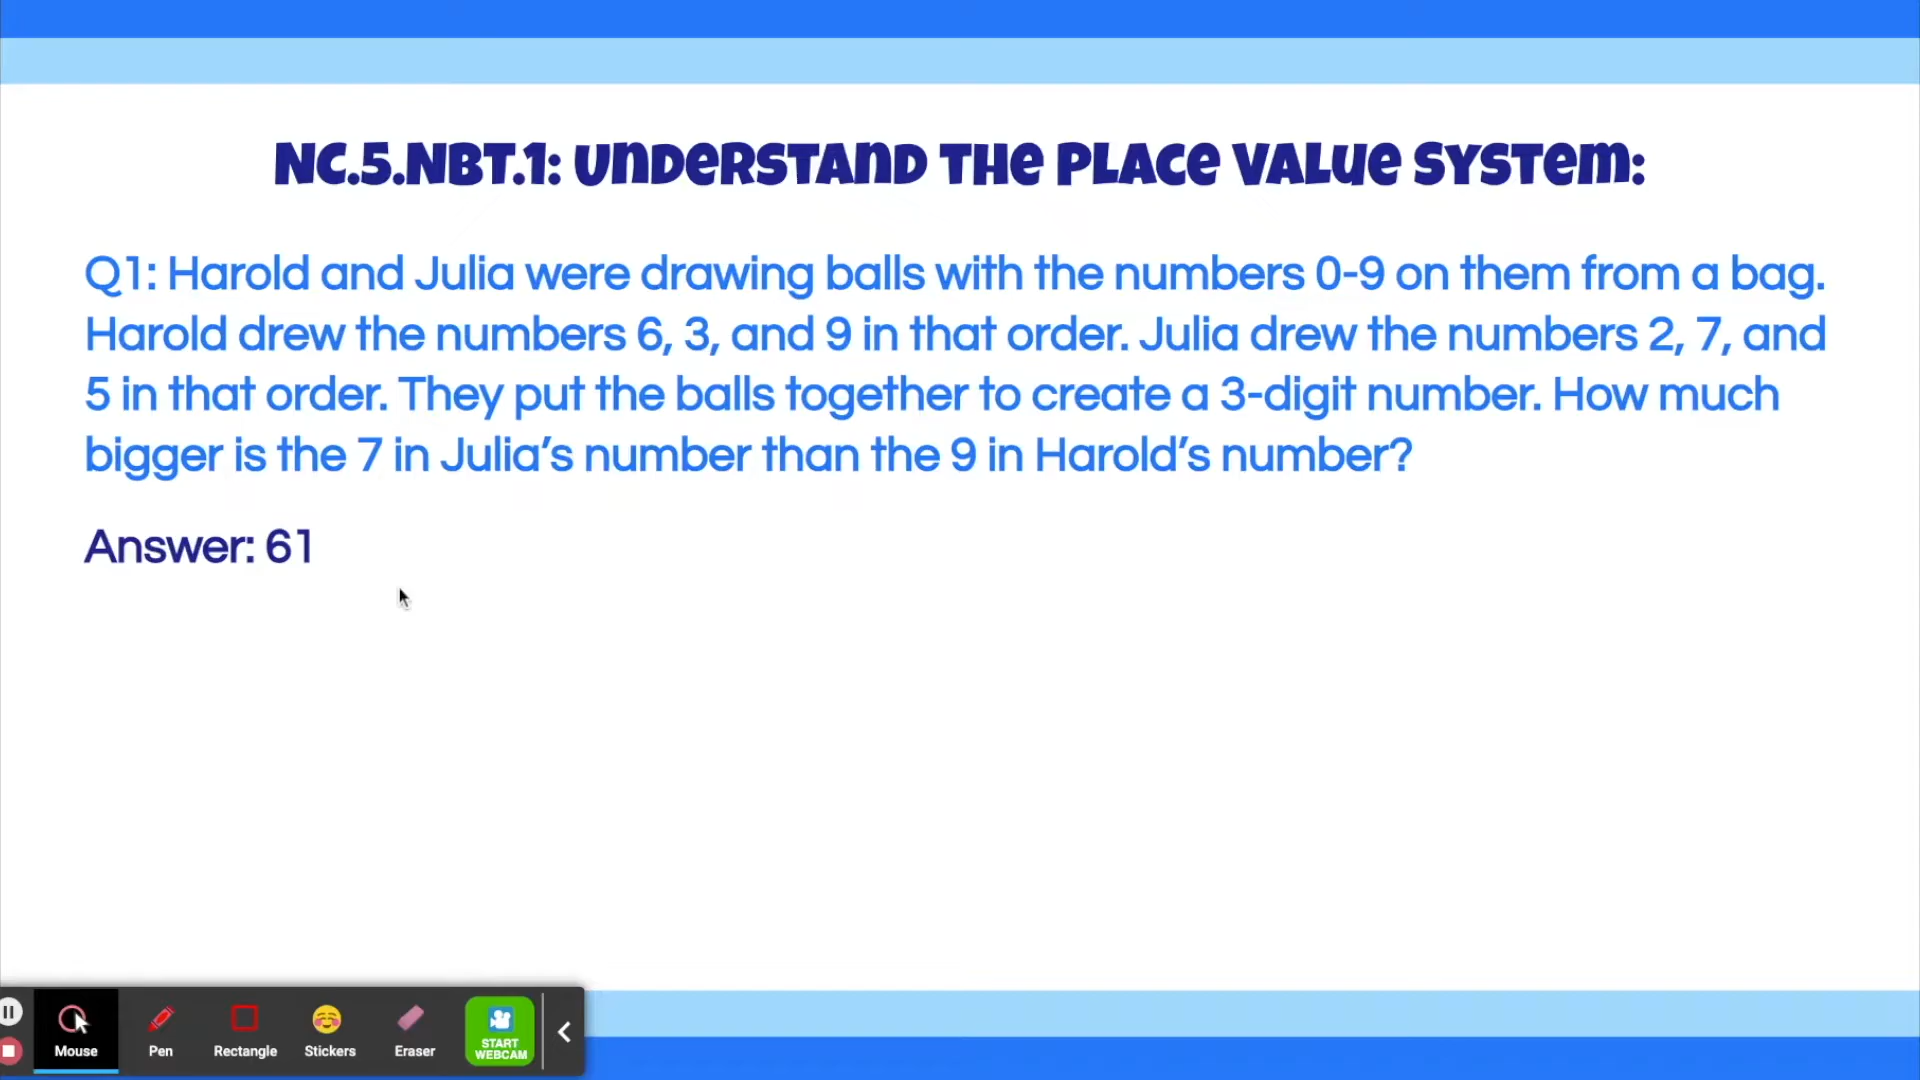 NC.5.NBT.1: Understand the Place Value System:
Q1: Harold and Julia were drawing balls with the numbers 0-9 on them from a bag.
Harold drew the numbers 6, 3, and 9 in that order. Julia drew the numbers 2, 7, and
5 in that order. They put the balls together to create a 3-digit number. How much
bigger is the 7 in Julia’s number than the 9 in Harold’s number?
Answer: 61
Mouse
Pen
Rectangle
Stickers
Eraser
START
WEBCAM